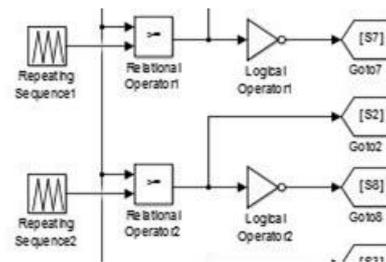 [S7]
Goto7
Repeating
Sequence1
Relational
Operator1
Logical
Operator1
[S2]
Goto2
[S8]
Goto8
Repeating
Sequence2
Relational
Operator2
Logical
Operator2